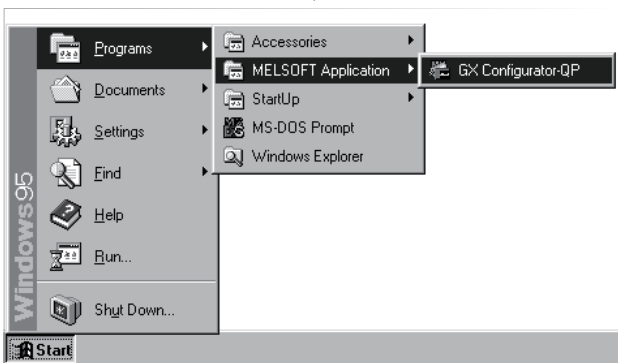 Programs
Documents
Settings
Find
Help
Run...
Shut Down...
Windows95
Start
Accessories
MELSOFT Application
StartUp
MS-DOS Prompt
Windows Explorer
GX Configurator-QP